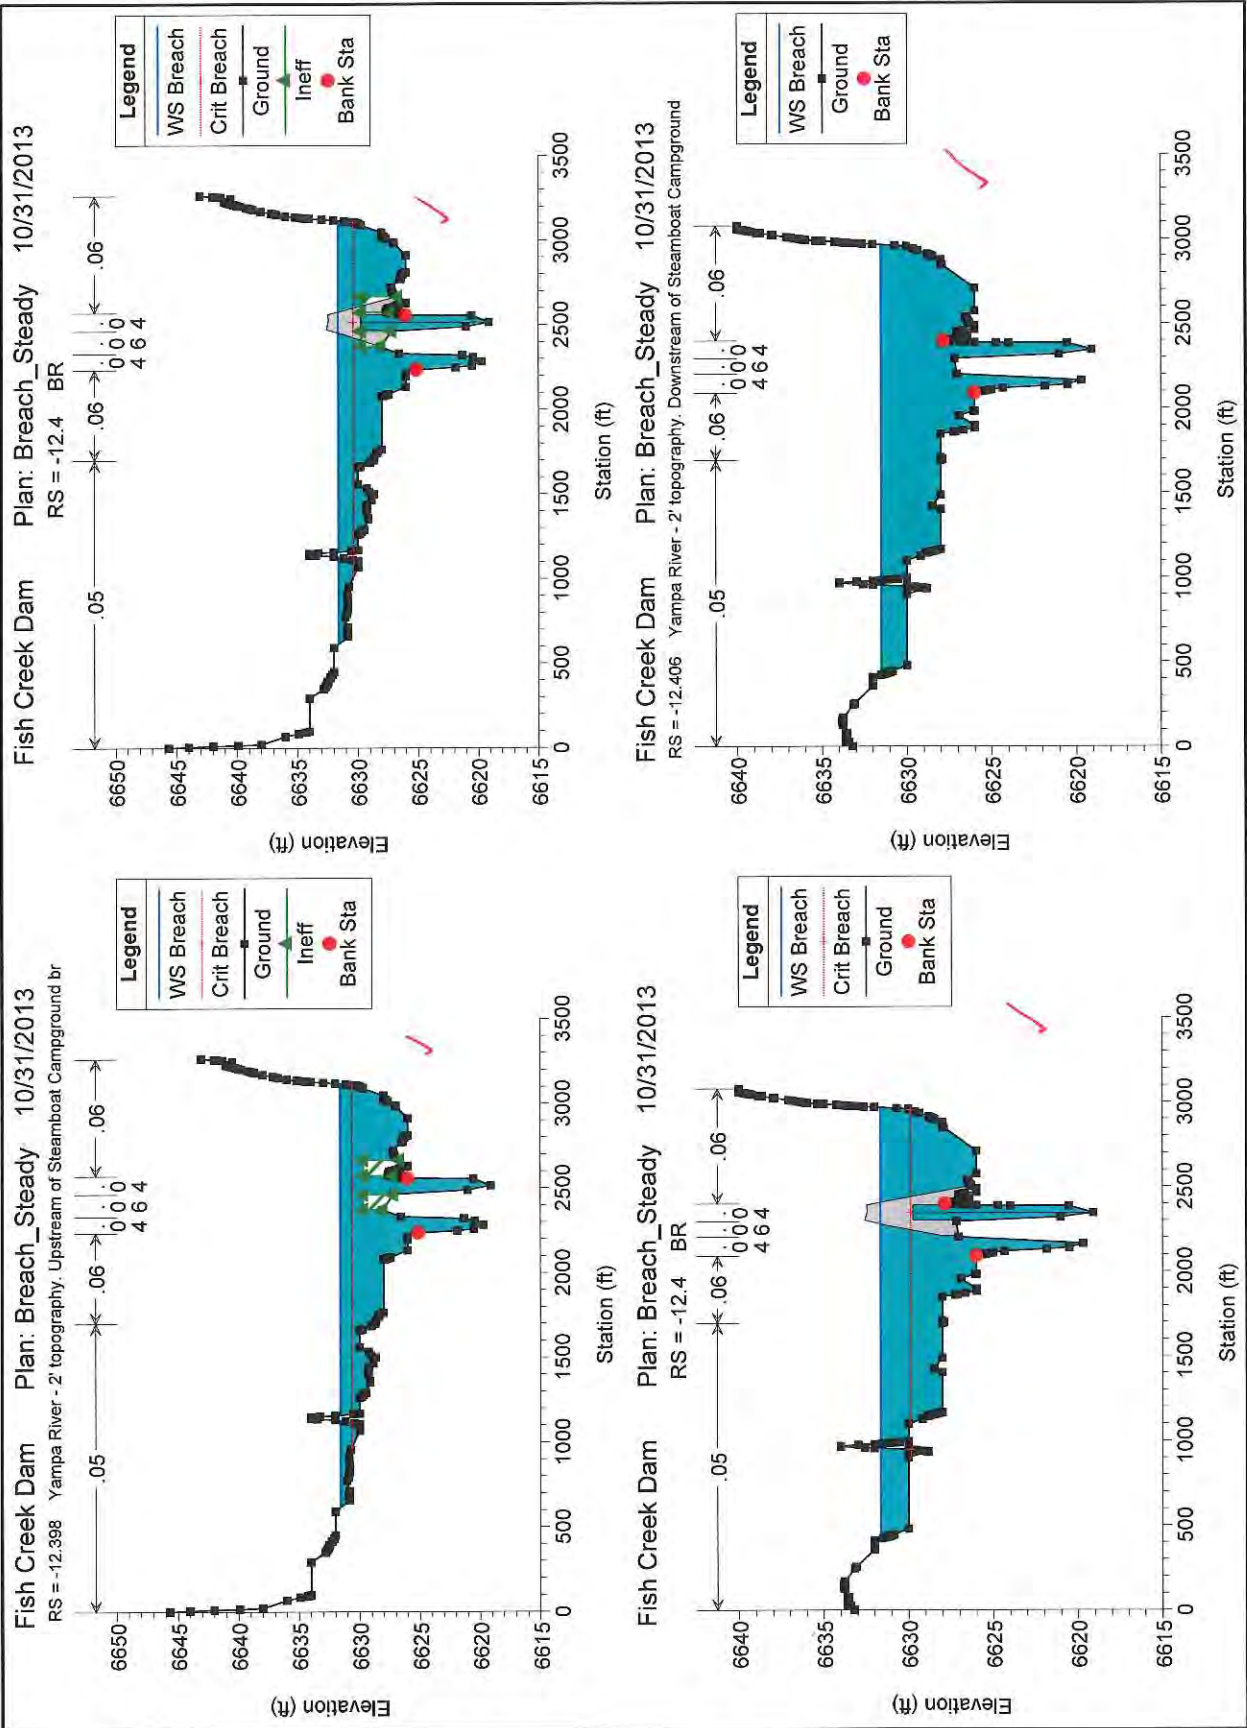 Fish Creek Dam Plan: Breach_Steady 10/31/2013
RS = -12.398 Yampa River - 2' topography. Upstream of Steamboat Campground br
.05 .06 .04 .06 .04 .06
Elevation (ft)
6650
6645
6640
6635
6630
6625
6620
6615
0 500 1000 1500 2000 2500 3000 3500
Station (ft)
Legend
WS Breach
Crit Breach
Ground
Ineff
Bank Sta
Fish Creek Dam Plan: Breach_Steady 10/31/2013
RS = -12.4 BR
.05 .06 .04 .06 .04 .06
Elevation (ft)
6650
6645
6640
6635
6630
6625
6620
6615
0 500 1000 1500 2000 2500 3000 3500
Station (ft)
Legend
WS Breach
Crit Breach
Ground
Ineff
Bank Sta
Fish Creek Dam Plan: Breach_Steady 10/31/2013
RS = -12.4 BR
.05 .06 .04 .06 .04 .06
Elevation (ft)
6640
6635
6630
6625
6620
6615
0 500 1000 1500 2000 2500 3000 3500
Station (ft)
Legend
WS Breach
Crit Breach
Ground
Bank Sta
Fish Creek Dam Plan: Breach_Steady 10/31/2013
RS = -12.406 Yampa River - 2' topography. Downstream of Steamboat Campground
.05 .06 .04 .06 .04 .06
Elevation (ft)
6640
6635
6630
6625
6620
6615
0 500 1000 1500 2000 2500 3000 3500
Station (ft)
Legend
WS Breach
Ground
Bank Sta